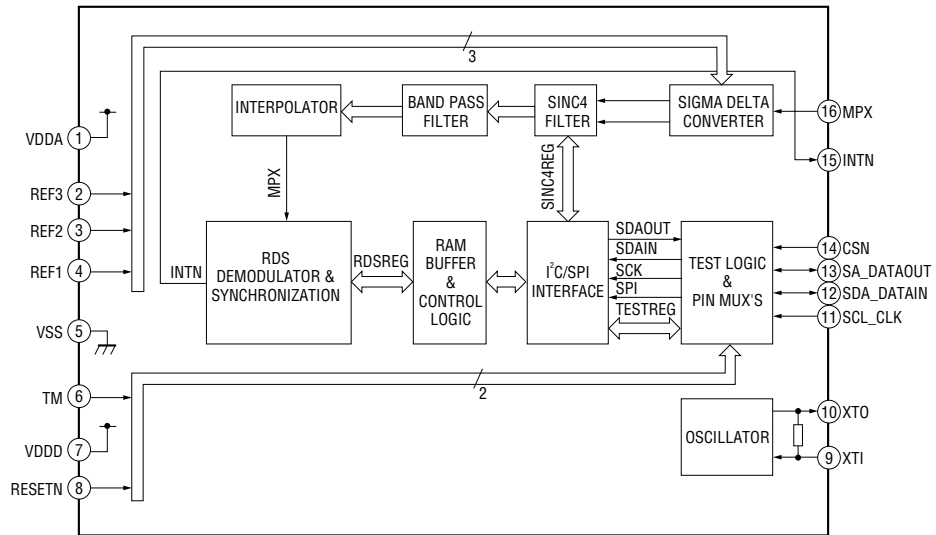 3
INTERPOLATOR
BAND PASS
FILTER
SINC4
FILTER
SIGMA DELTA
CONVERTER
16 MPX
VDDA 1
15 INTN
REF3 2
MPX
SINC4REG
REF2 3
SDAOUT
14 CSN
REF1 4
INTN
RDS
DEMODULATOR &
SYNCHRONIZATION
RDSREG
RAM
BUFFER
&
CONTROL
LOGIC
I²C/SPI
INTERFACE
SDAIN
SCK
SPI
TESTREG
TEST LOGIC
&
PIN MUX'S
13 SA_DATAOUT
12 SDA_DATAIN
11 SCL_CLK
VSS 5
2
TM 6
VDDD 7
RESETN 8
OSCILLATOR
10 XTO
9 XTI